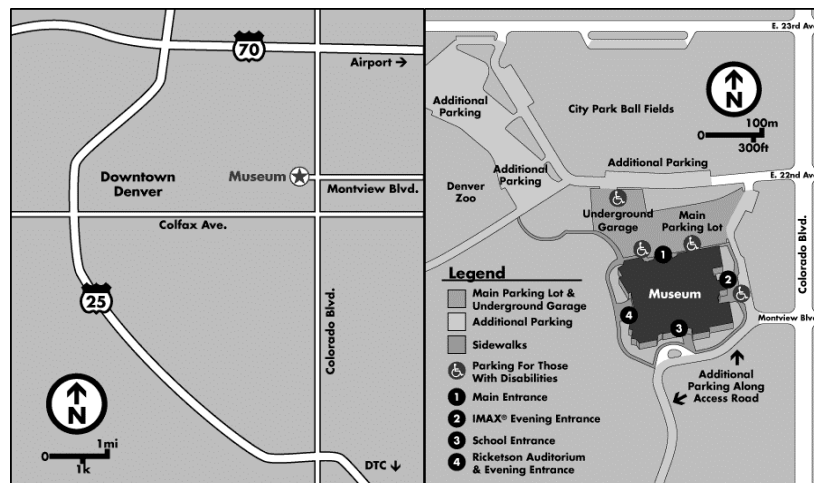 70
Airport →
Downtown
Denver
Museum
Montview Blvd.
Colfax Ave.
25
Colorado Blvd.
N
0
1mi
1k
DTC ↓
E. 23rd Ave
Additional
Parking
City Park Ball Fields
N
0
100m
300ft
Additional
Parking
Additional Parking
E. 22nd Ave
Denver
Zoo
Underground
Garage
Main
Parking Lot
Colorado Blvd.
1
2
Museum
4
3
Montview Blvd
Additional
Parking Along
Access Road
Legend
Main Parking Lot &
Underground Garage
Additional Parking
Sidewalks
Parking For Those
With Disabilities
1 Main Entrance
2 IMAX® Evening Entrance
3 School Entrance
4 Ricketson Auditorium
& Evening Entrance